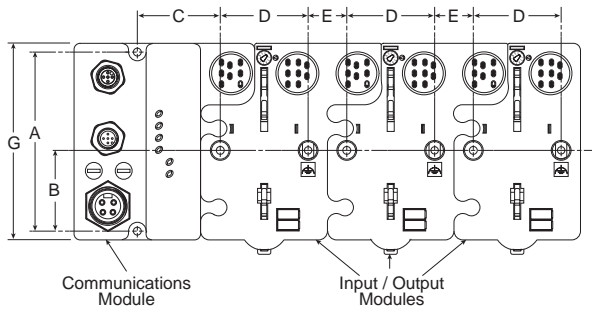 C D E D E D
G
A
B
Communications
Module
Input / Output
Modules